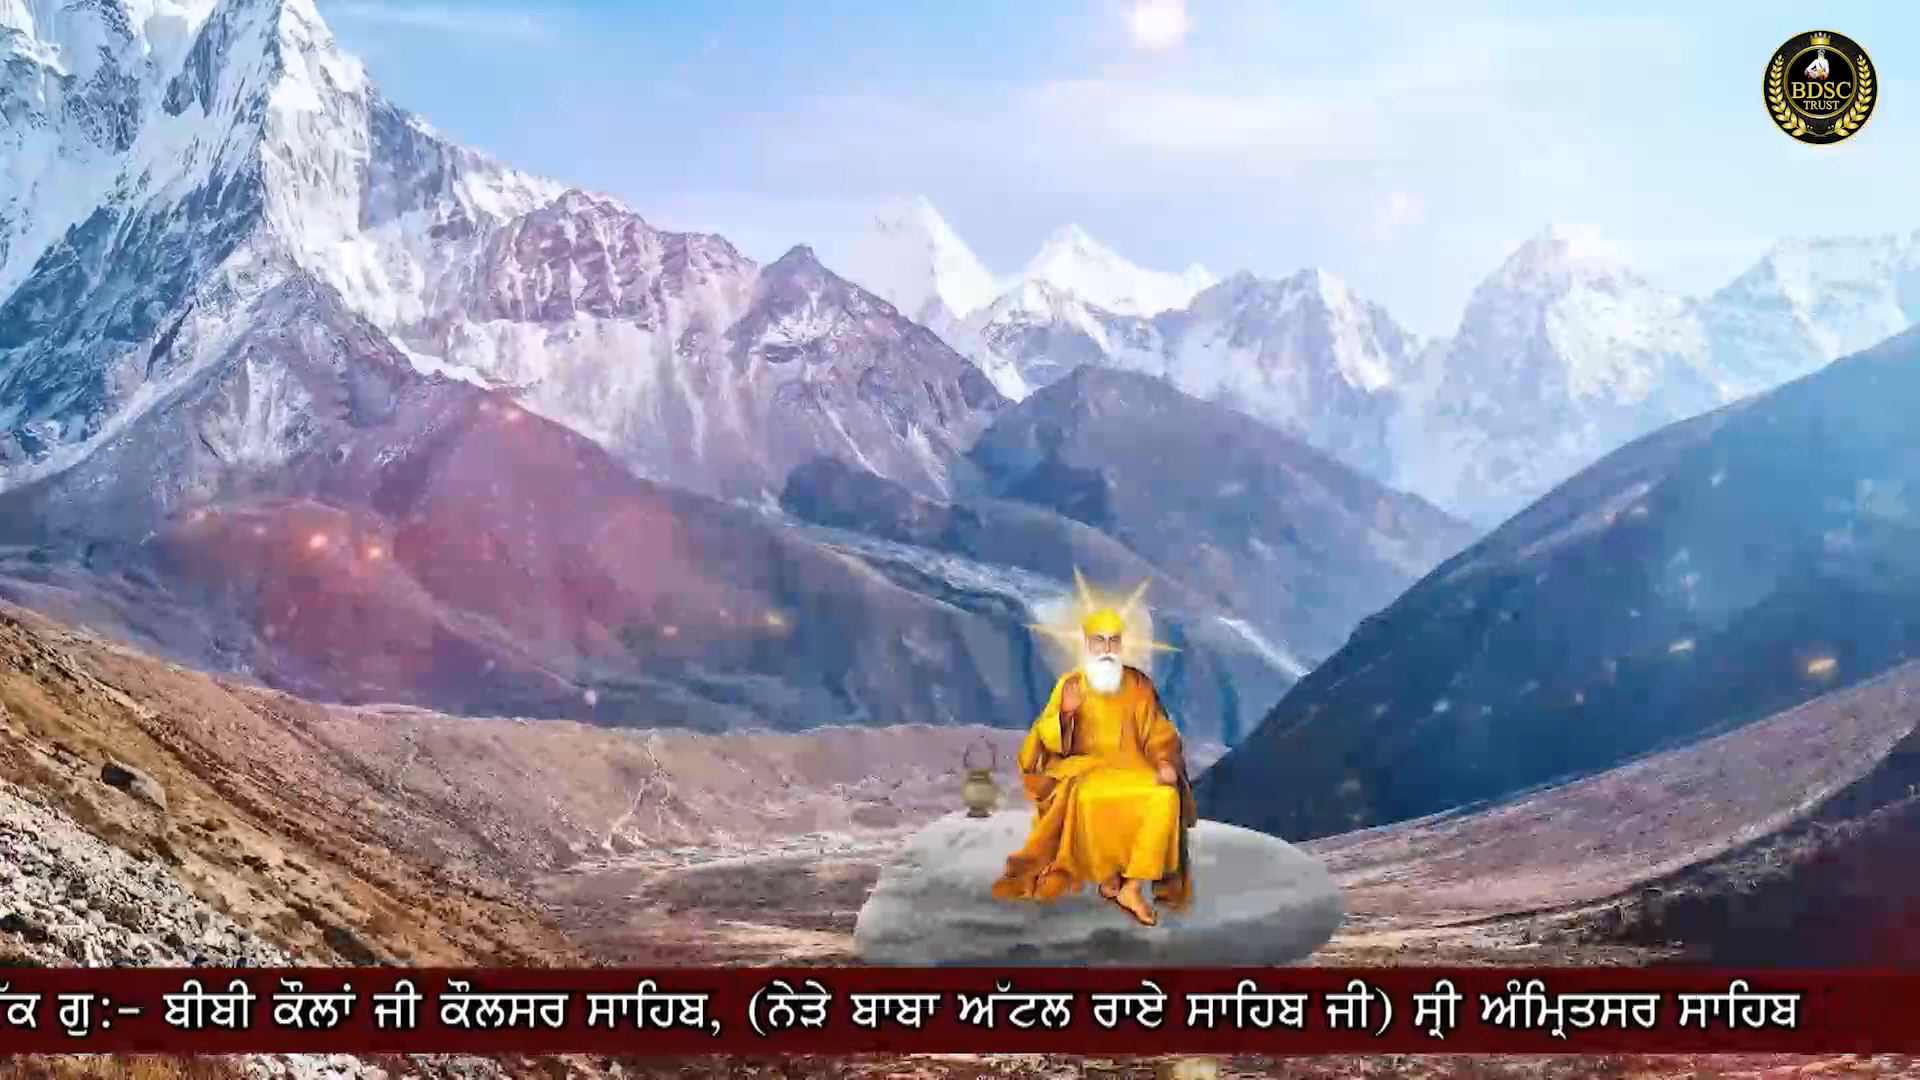 BDSC
TRUST
ੱਕ ਗੁ:- ਬੀਬੀ ਕੌਲਾਂ ਜੀ ਕੌਲਸਰ ਸਾਹਿਬ, (ਨੇੜੇ ਬਾਬਾ ਅੱਟਲ ਰਾਏ ਸਾਹਿਬ ਜੀ) ਸ੍ਰੀ ਅੰਮ੍ਰਿਤਸਰ ਸਾਹਿਬ